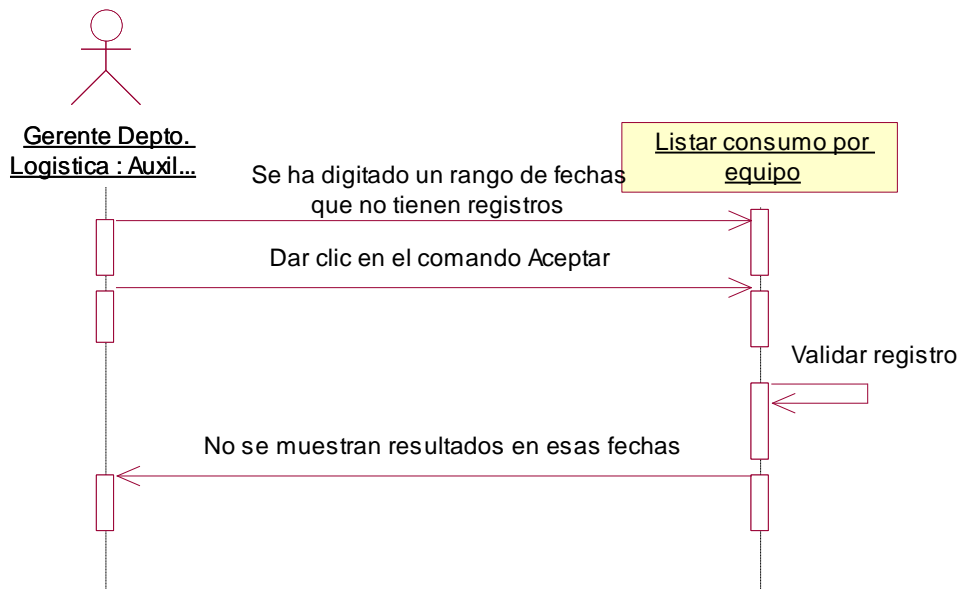 Gerente Depto.
Logistica : Auxil...
Listar consumo por
equipo
Se ha digitado un rango de fechas
que no tienen registros
Dar clic en el comando Aceptar
Validar registro
No se muestran resultados en esas fechas